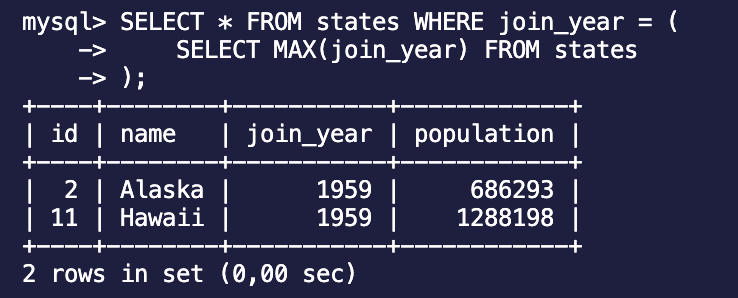 mysql> SELECT * FROM states WHERE join_year = (
    ->     SELECT MAX(join_year) FROM states
    -> );
+----+--------+-----------+------------+
| id | name   | join_year | population |
+----+--------+-----------+------------+
|  2 | Alaska |      1959 |     686293 |
| 11 | Hawaii |      1959 |    1288198 |
+----+--------+-----------+------------+
2 rows in set (0,00 sec)